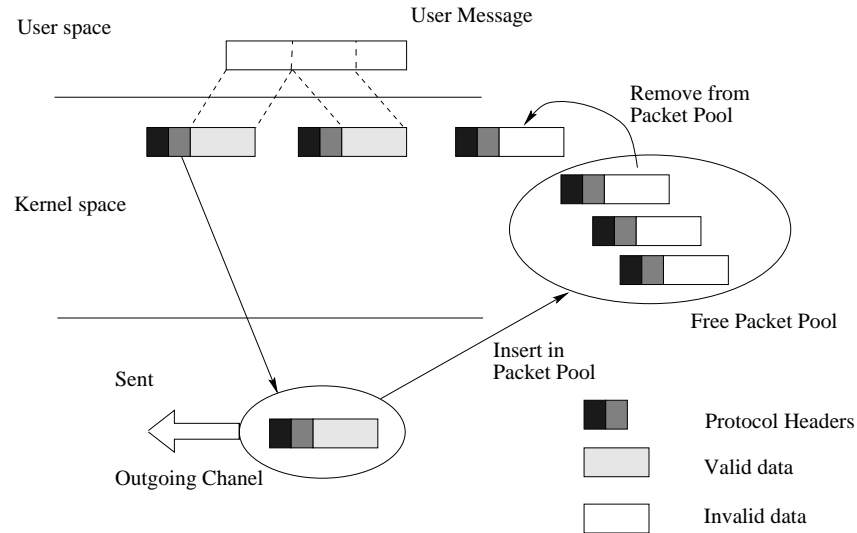 User Message
User space
Remove from
Packet Pool
Kernel space
Free Packet Pool
Insert in
Packet Pool
Sent
Outgoing Chanel
Protocol Headers
Valid data
Invalid data